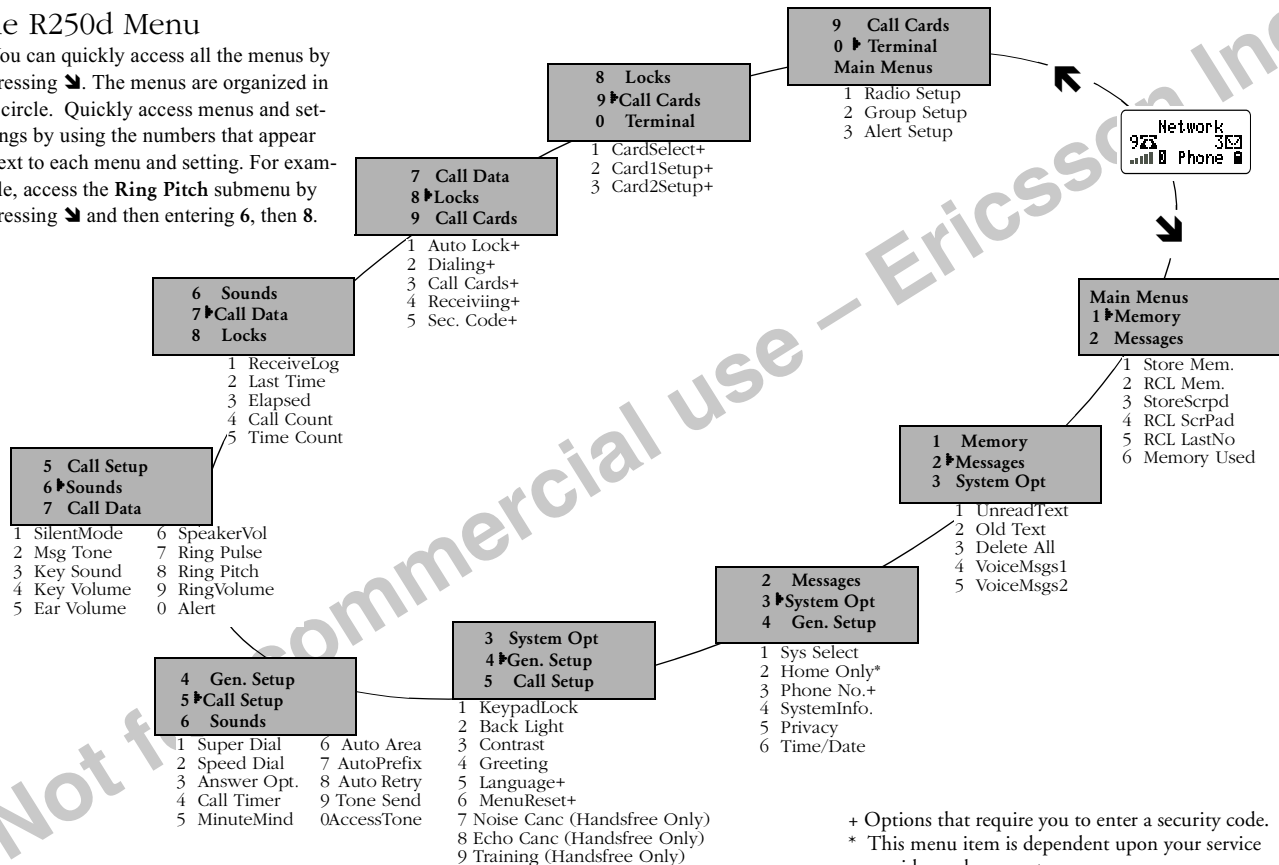 e R250d Menu
You can quickly access all the menus by
ressing ⬊. The menus are organized in
circle. Quickly access menus and set-
ngs by using the numbers that appear
ext to each menu and setting. For exam-
le, access the Ring Pitch submenu by
ressing ⬊ and then entering 6, then 8.
9 Call Cards
0 Terminal
Main Menus
1 Radio Setup
2 Group Setup
3 Alert Setup
Network
9 3
Phone
8 Locks
9 Call Cards
0 Terminal
1 CardSelect+
2 Card1Setup+
3 Card2Setup+
7 Call Data
8 Locks
9 Call Cards
1 Auto Lock+
2 Dialing+
3 Call Cards+
4 Receiviing+
5 Sec. Code+
6 Sounds
7 Call Data
8 Locks
1 ReceiveLog
2 Last Time
3 Elapsed
4 Call Count
5 Time Count
5 Call Setup
6 Sounds
7 Call Data
1 SilentMode
2 Msg Tone
3 Key Sound
4 Key Volume
5 Ear Volume
6 SpeakerVol
7 Ring Pulse
8 Ring Pitch
9 RingVolume
0 Alert
4 Gen. Setup
5 Call Setup
6 Sounds
1 Super Dial
2 Speed Dial
3 Answer Opt.
4 Call Timer
5 MinuteMind
6 Auto Area
7 AutoPrefix
8 Auto Retry
9 Tone Send
0AccessTone
3 System Opt
4 Gen. Setup
5 Call Setup
1 KeypadLock
2 Back Light
3 Contrast
4 Greeting
5 Language+
6 MenuReset+
7 Noise Canc (Handsfree Only)
8 Echo Canc (Handsfree Only)
9 Training (Handsfree Only)
2 Messages
3 System Opt
4 Gen. Setup
1 Sys Select
2 Home Only*
3 Phone No.+
4 SystemInfo.
5 Privacy
6 Time/Date
1 Memory
2 Messages
3 System Opt
1 UnreadText
2 Old Text
3 Delete All
4 VoiceMsgs1
5 VoiceMsgs2
Main Menus
1 Memory
2 Messages
1 Store Mem.
2 RCL Mem.
3 StoreScrpd
4 RCL ScrPad
5 RCL LastNo
6 Memory Used
+ Options that require you to enter a security code.
* This menu item is dependent upon your service
Not for commercial use – Ericsson Inc